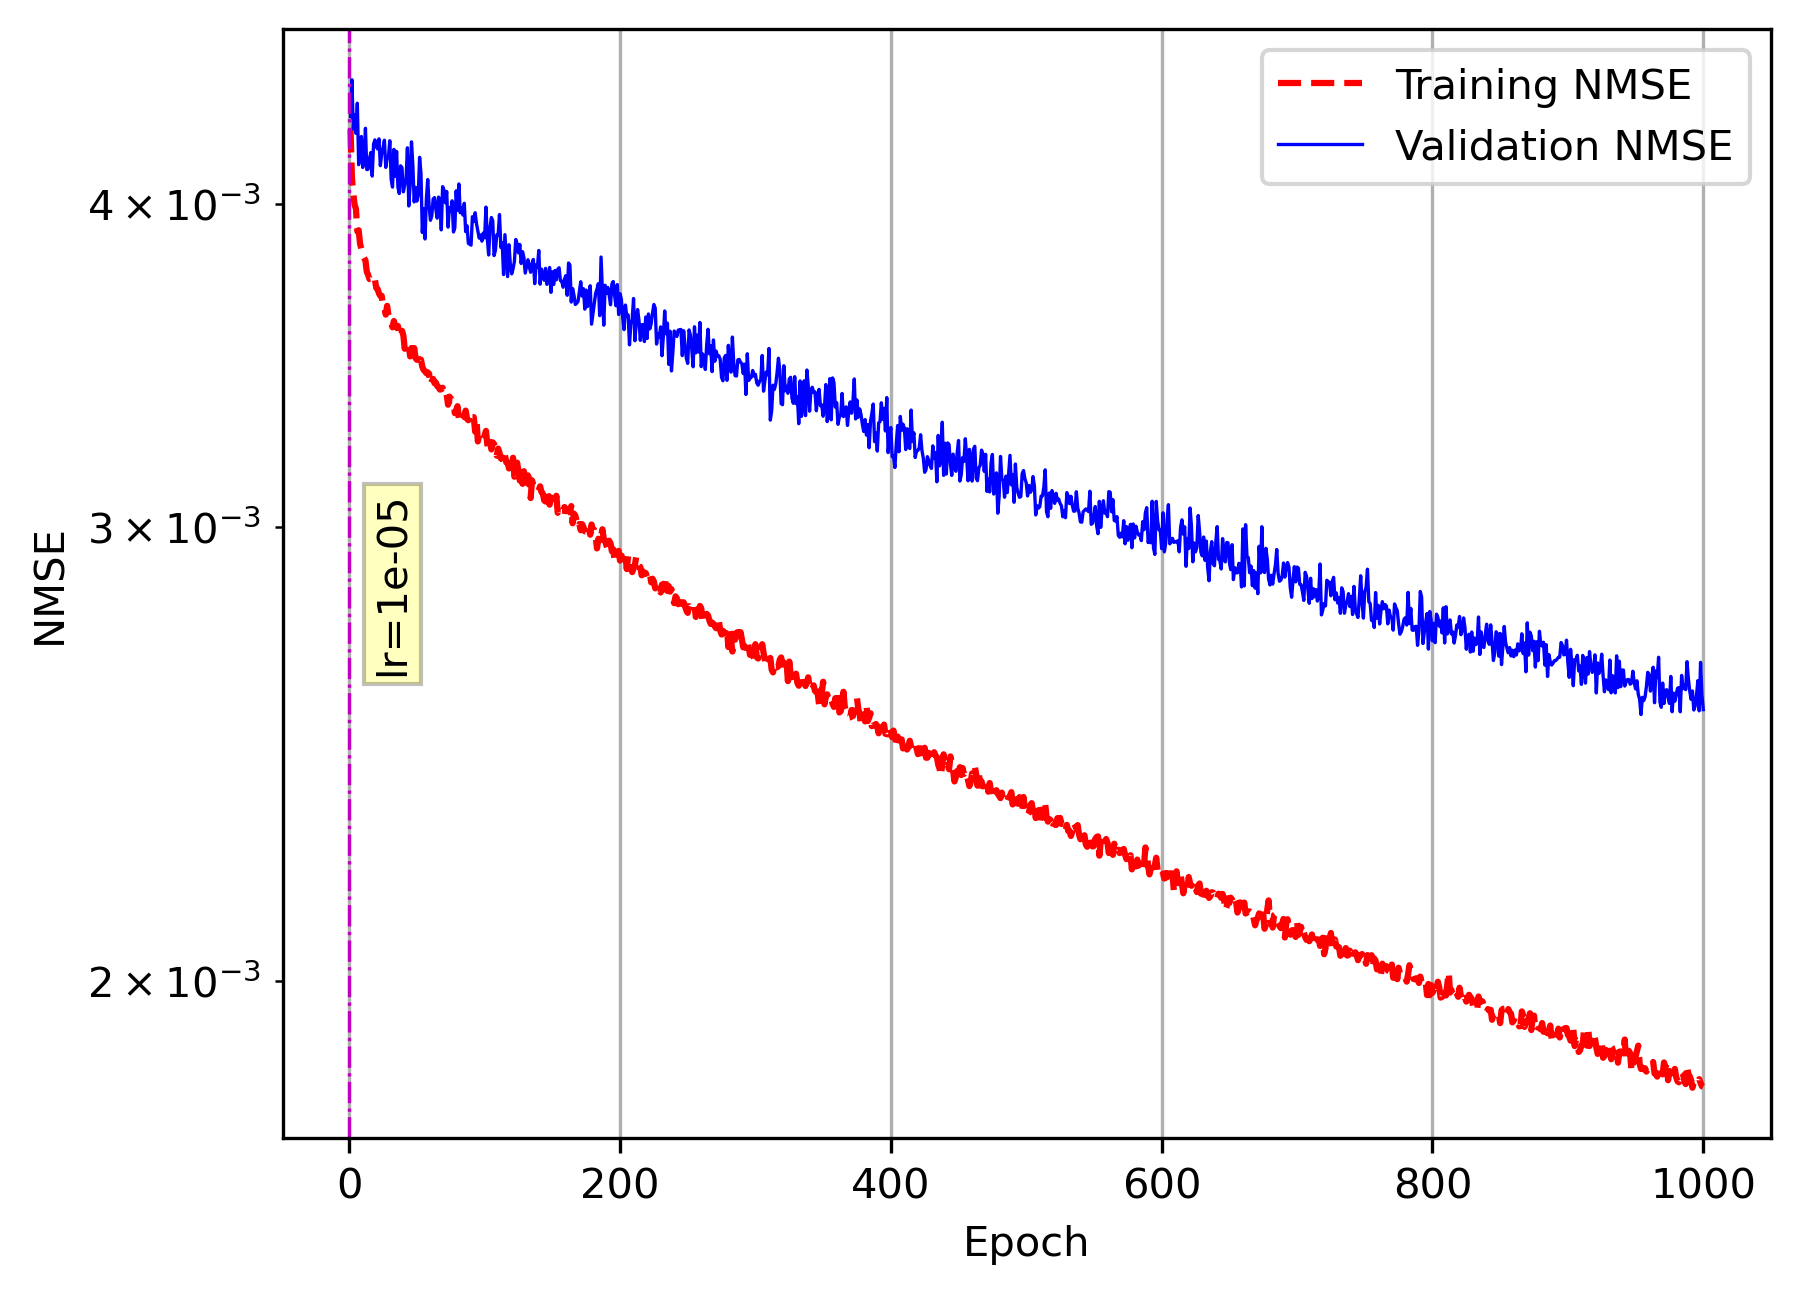 Training NMSE
Validation NMSE
4 × 10⁻³
3 × 10⁻³
2 × 10⁻³
NMSE
lr=1e-05
0 200 400 600 800 1000
Epoch